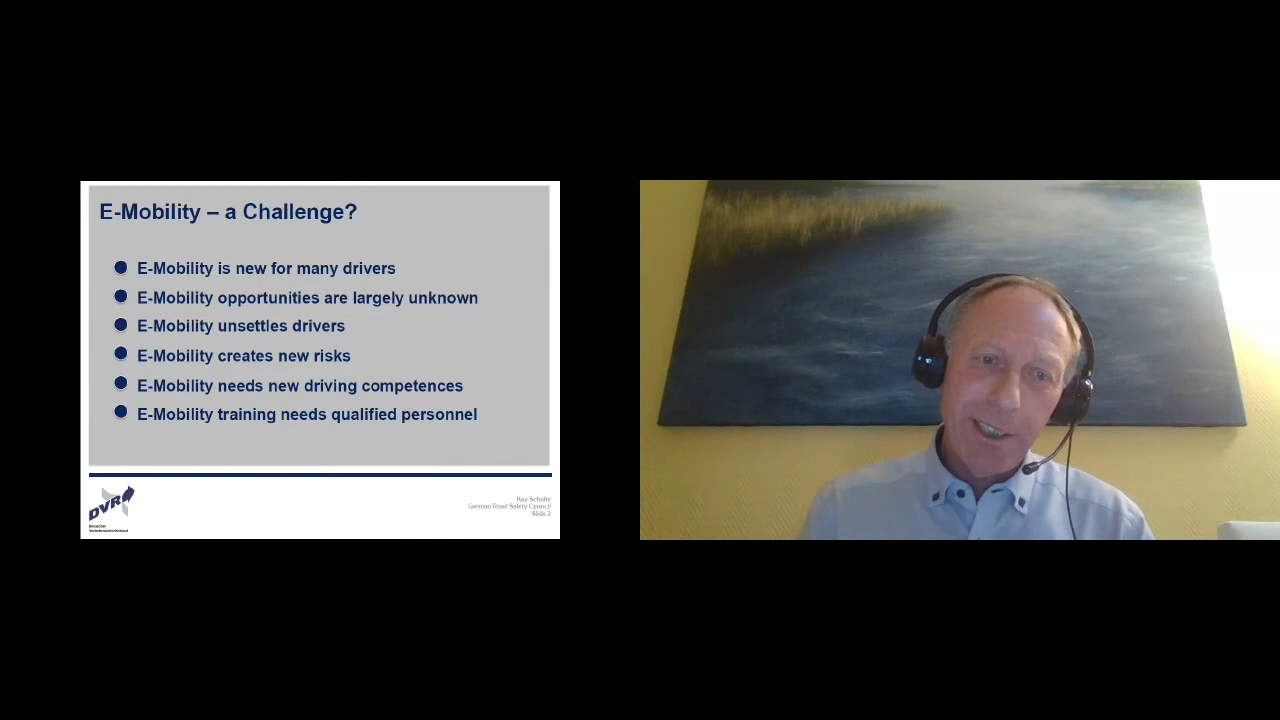 E-Mobility – a Challenge?
E-Mobility is new for many drivers
E-Mobility opportunities are largely unknown
E-Mobility unsettles drivers
E-Mobility creates new risks
E-Mobility needs new driving competences
E-Mobility training needs qualified personnel
DVR
Deutscher
Verkehrssicherheitsrat
Kay Schulte
German Road Safety Council
Slide 2